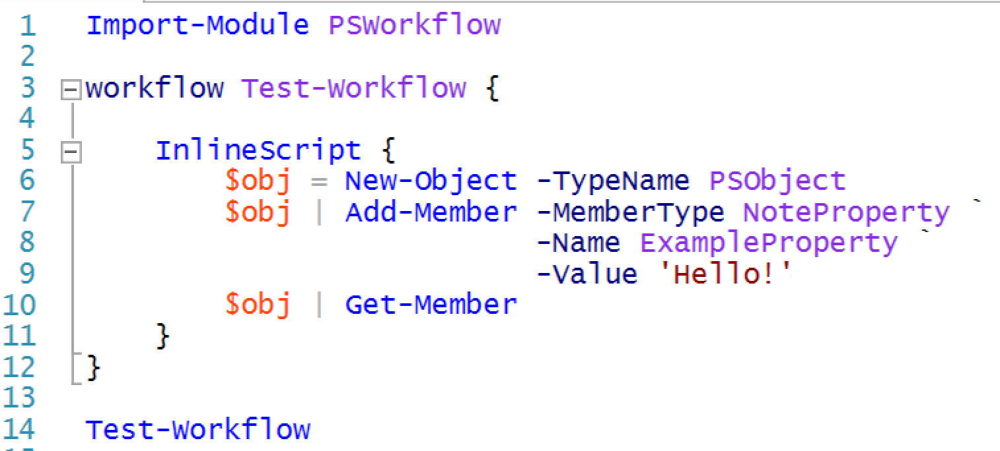 1 Import-Module PSWorkflow
2
3 workflow Test-Workflow {
4
5     InlineScript {
6         $obj = New-Object -TypeName PSObject
7         $obj | Add-Member -MemberType NoteProperty `
8                           -Name ExampleProperty `
9                           -Value 'Hello!'
10         $obj | Get-Member
11     }
12 }
13
14 Test-Workflow